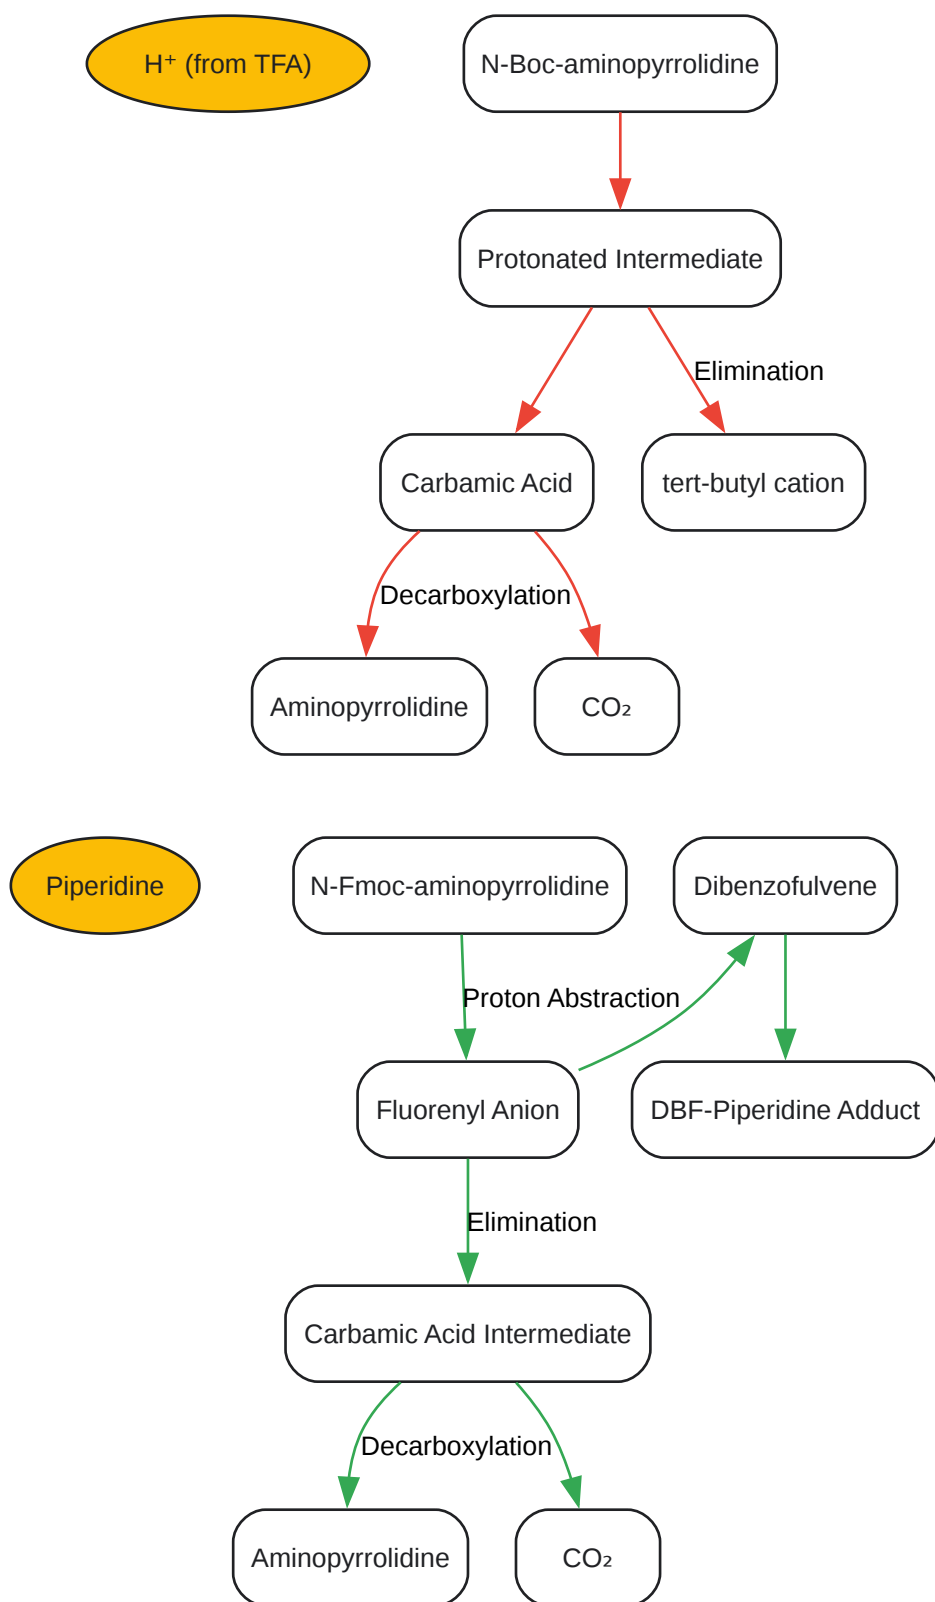 H⁺ (from TFA)
N-Boc-aminopyrrolidine
Protonated Intermediate
Elimination
Carbamic Acid
tert-butyl cation
Decarboxylation
Aminopyrrolidine
CO₂
Piperidine
N-Fmoc-aminopyrrolidine
Dibenzofulvene
Proton Abstraction
Fluorenyl Anion
DBF-Piperidine Adduct
Elimination
Carbamic Acid Intermediate
Decarboxylation
Aminopyrrolidine
CO₂